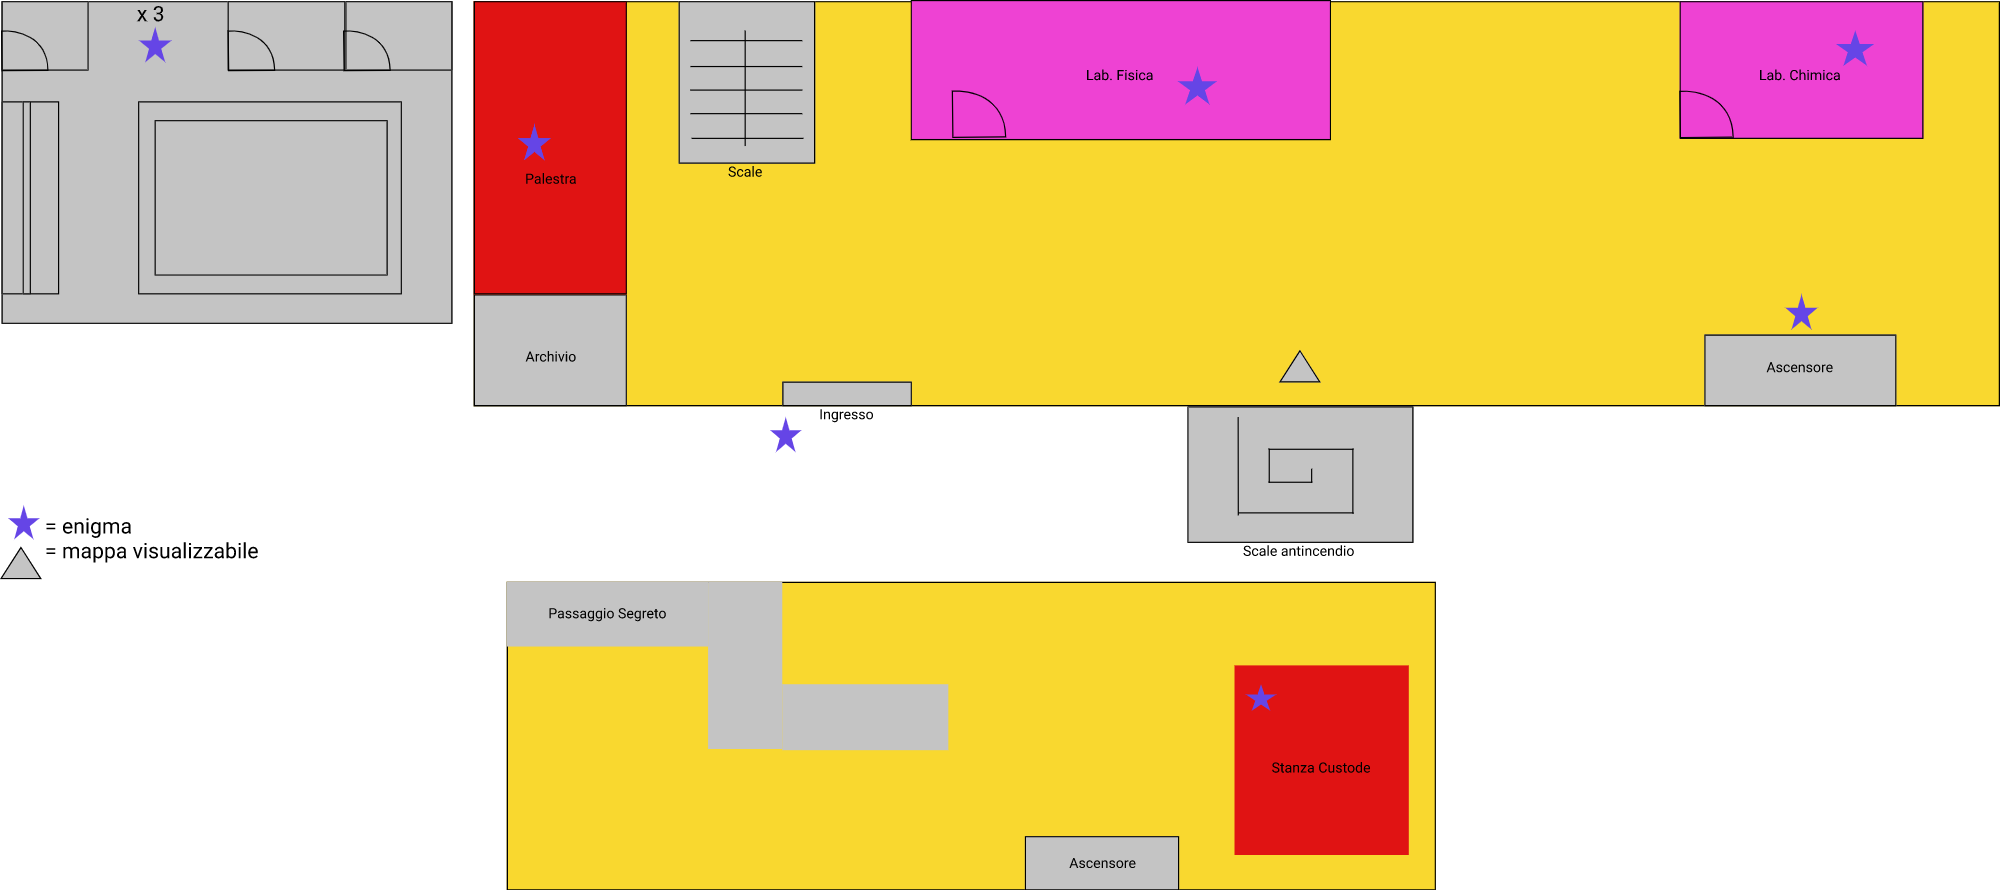 x 3
Lab. Fisica
Lab. Chimica
Scale
Palestra
Archivio
Ascensore
Ingresso
= enigma
= mappa visualizzabile
Scale antincendio
Passaggio Segreto
Stanza Custode
Ascensore